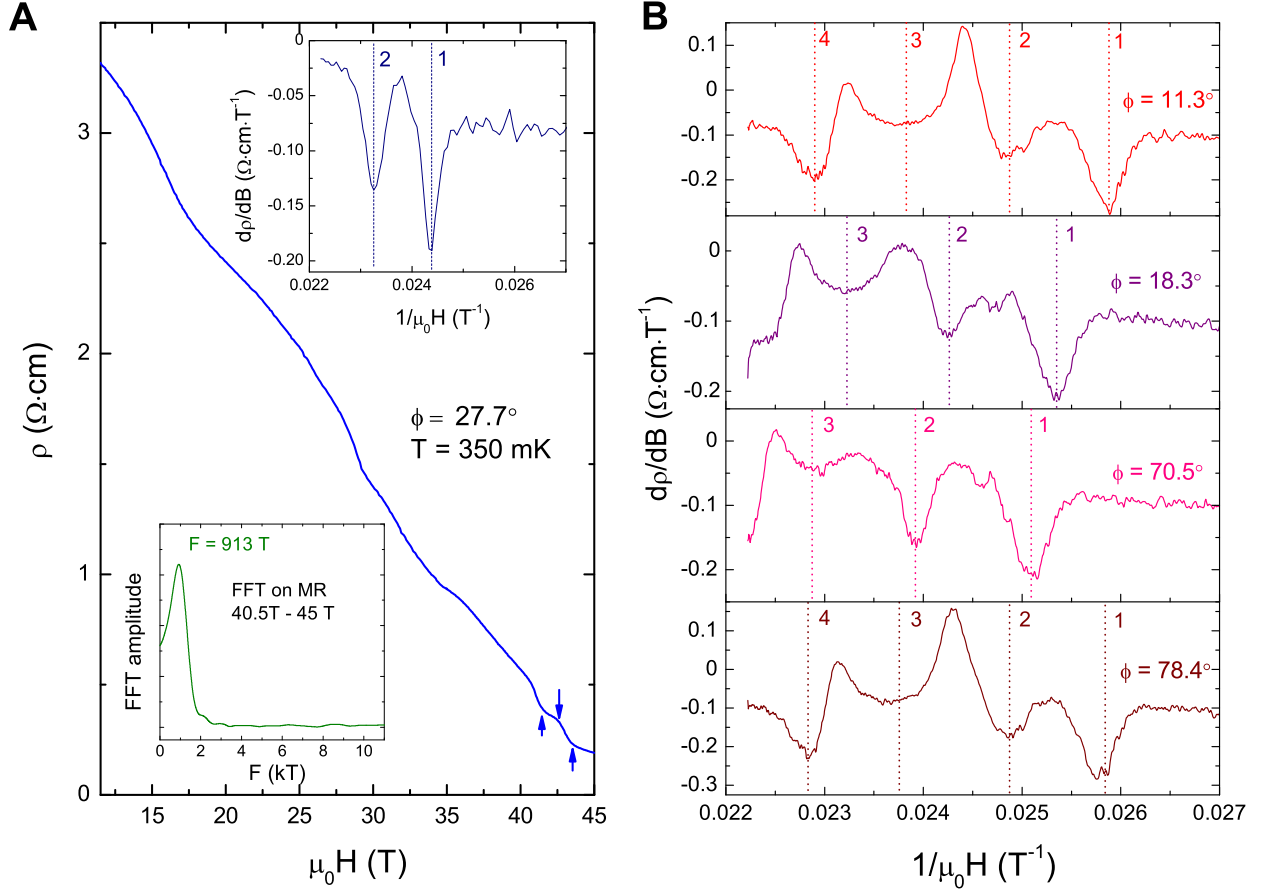 A
ρ (Ω·cm)
3
2
1
0
15 20 25 30 35 40 45
μ₀H (T)
ϕ = 27.7°
T = 350 mK
dρ/dB (Ω·cm·T⁻¹)
0
-0.05
-0.10
-0.15
-0.20
2 1
0.022 0.024 0.026
1/μ₀H (T⁻¹)
FFT amplitude
F = 913 T
FFT on MR
40.5T - 45 T
0 2 4 6 8 10
F (kT)
B
dρ/dB (Ω·cm·T⁻¹)
0.1
0
-0.1
-0.2
4 3 2 1
ϕ = 11.3°
0
-0.1
-0.2
3 2 1
ϕ = 18.3°
0
-0.1
-0.2
3 2 1
ϕ = 70.5°
0.1
0
-0.1
-0.2
-0.3
4 3 2 1
ϕ = 78.4°
0.022 0.023 0.024 0.025 0.026 0.027
1/μ₀H (T⁻¹)